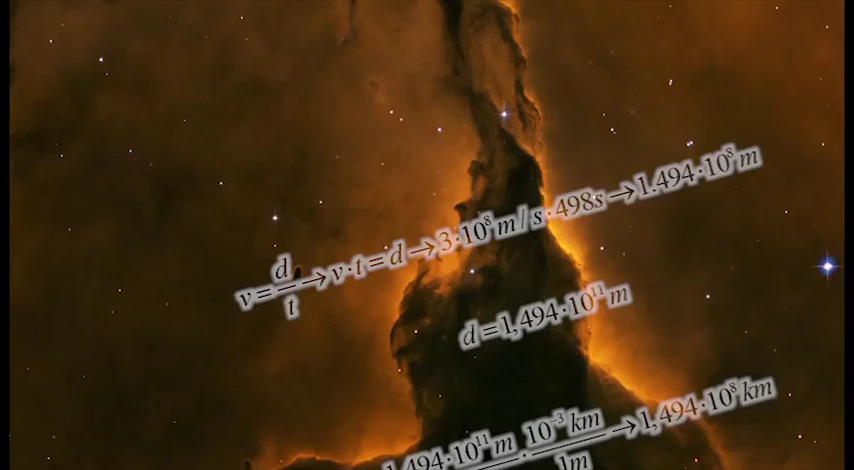 v = d/t → v·t = d → 3·10⁸ m/s·498s → 1.494·10⁸ m
d = 1,494·10¹¹ m
1,494·10¹¹ m · 10⁻³ km/1m → 1,494·10⁸ km